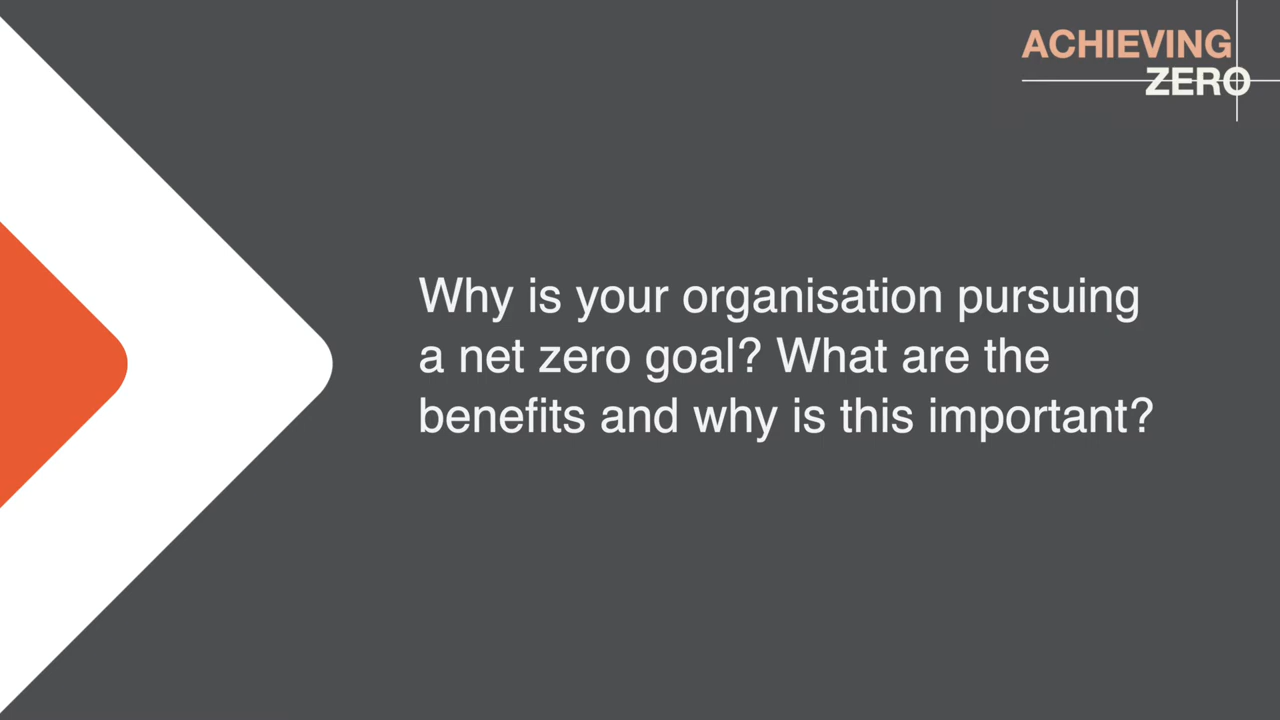 ACHIEVING
ZERO
Why is your organisation pursuing
a net zero goal? What are the
benefits and why is this important?